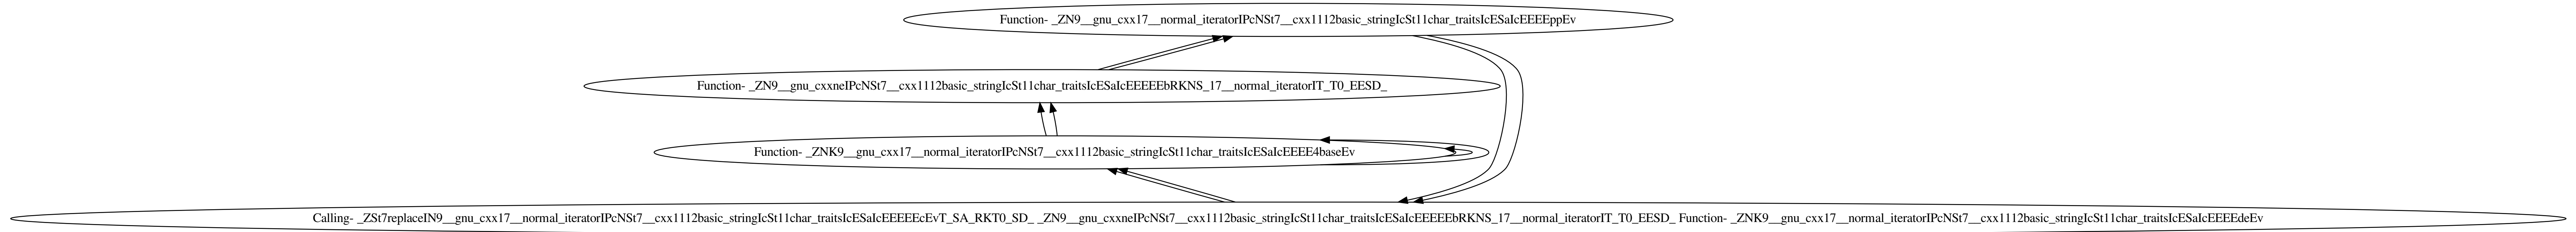 Function- _ZN9__gnu_cxx17__normal_iteratorIPcNSt7__cxx1112basic_stringIcSt11char_traitsIcESaIcEEEEppEv
Function- _ZN9__gnu_cxxneIPcNSt7__cxx1112basic_stringIcSt11char_traitsIcESaIcEEEEEbRKNS_17__normal_iteratorIT_T0_EESD_
Function- _ZNK9__gnu_cxx17__normal_iteratorIPcNSt7__cxx1112basic_stringIcSt11char_traitsIcESaIcEEEE4baseEv
Calling- _ZSt7replaceIN9__gnu_cxx17__normal_iteratorIPcNSt7__cxx1112basic_stringIcSt11char_traitsIcESaIcEEEEEcEvT_SA_RKT0_SD_ _ZN9__gnu_cxxneIPcNSt7__cxx1112basic_stringIcSt11char_traitsIcESaIcEEEEEbRKNS_17__normal_iteratorIT_T0_EESD_ Function- _ZNK9__gnu_cxx17__normal_iteratorIPcNSt7__cxx1112basic_stringIcSt11char_traitsIcESaIcEEEEdeEv